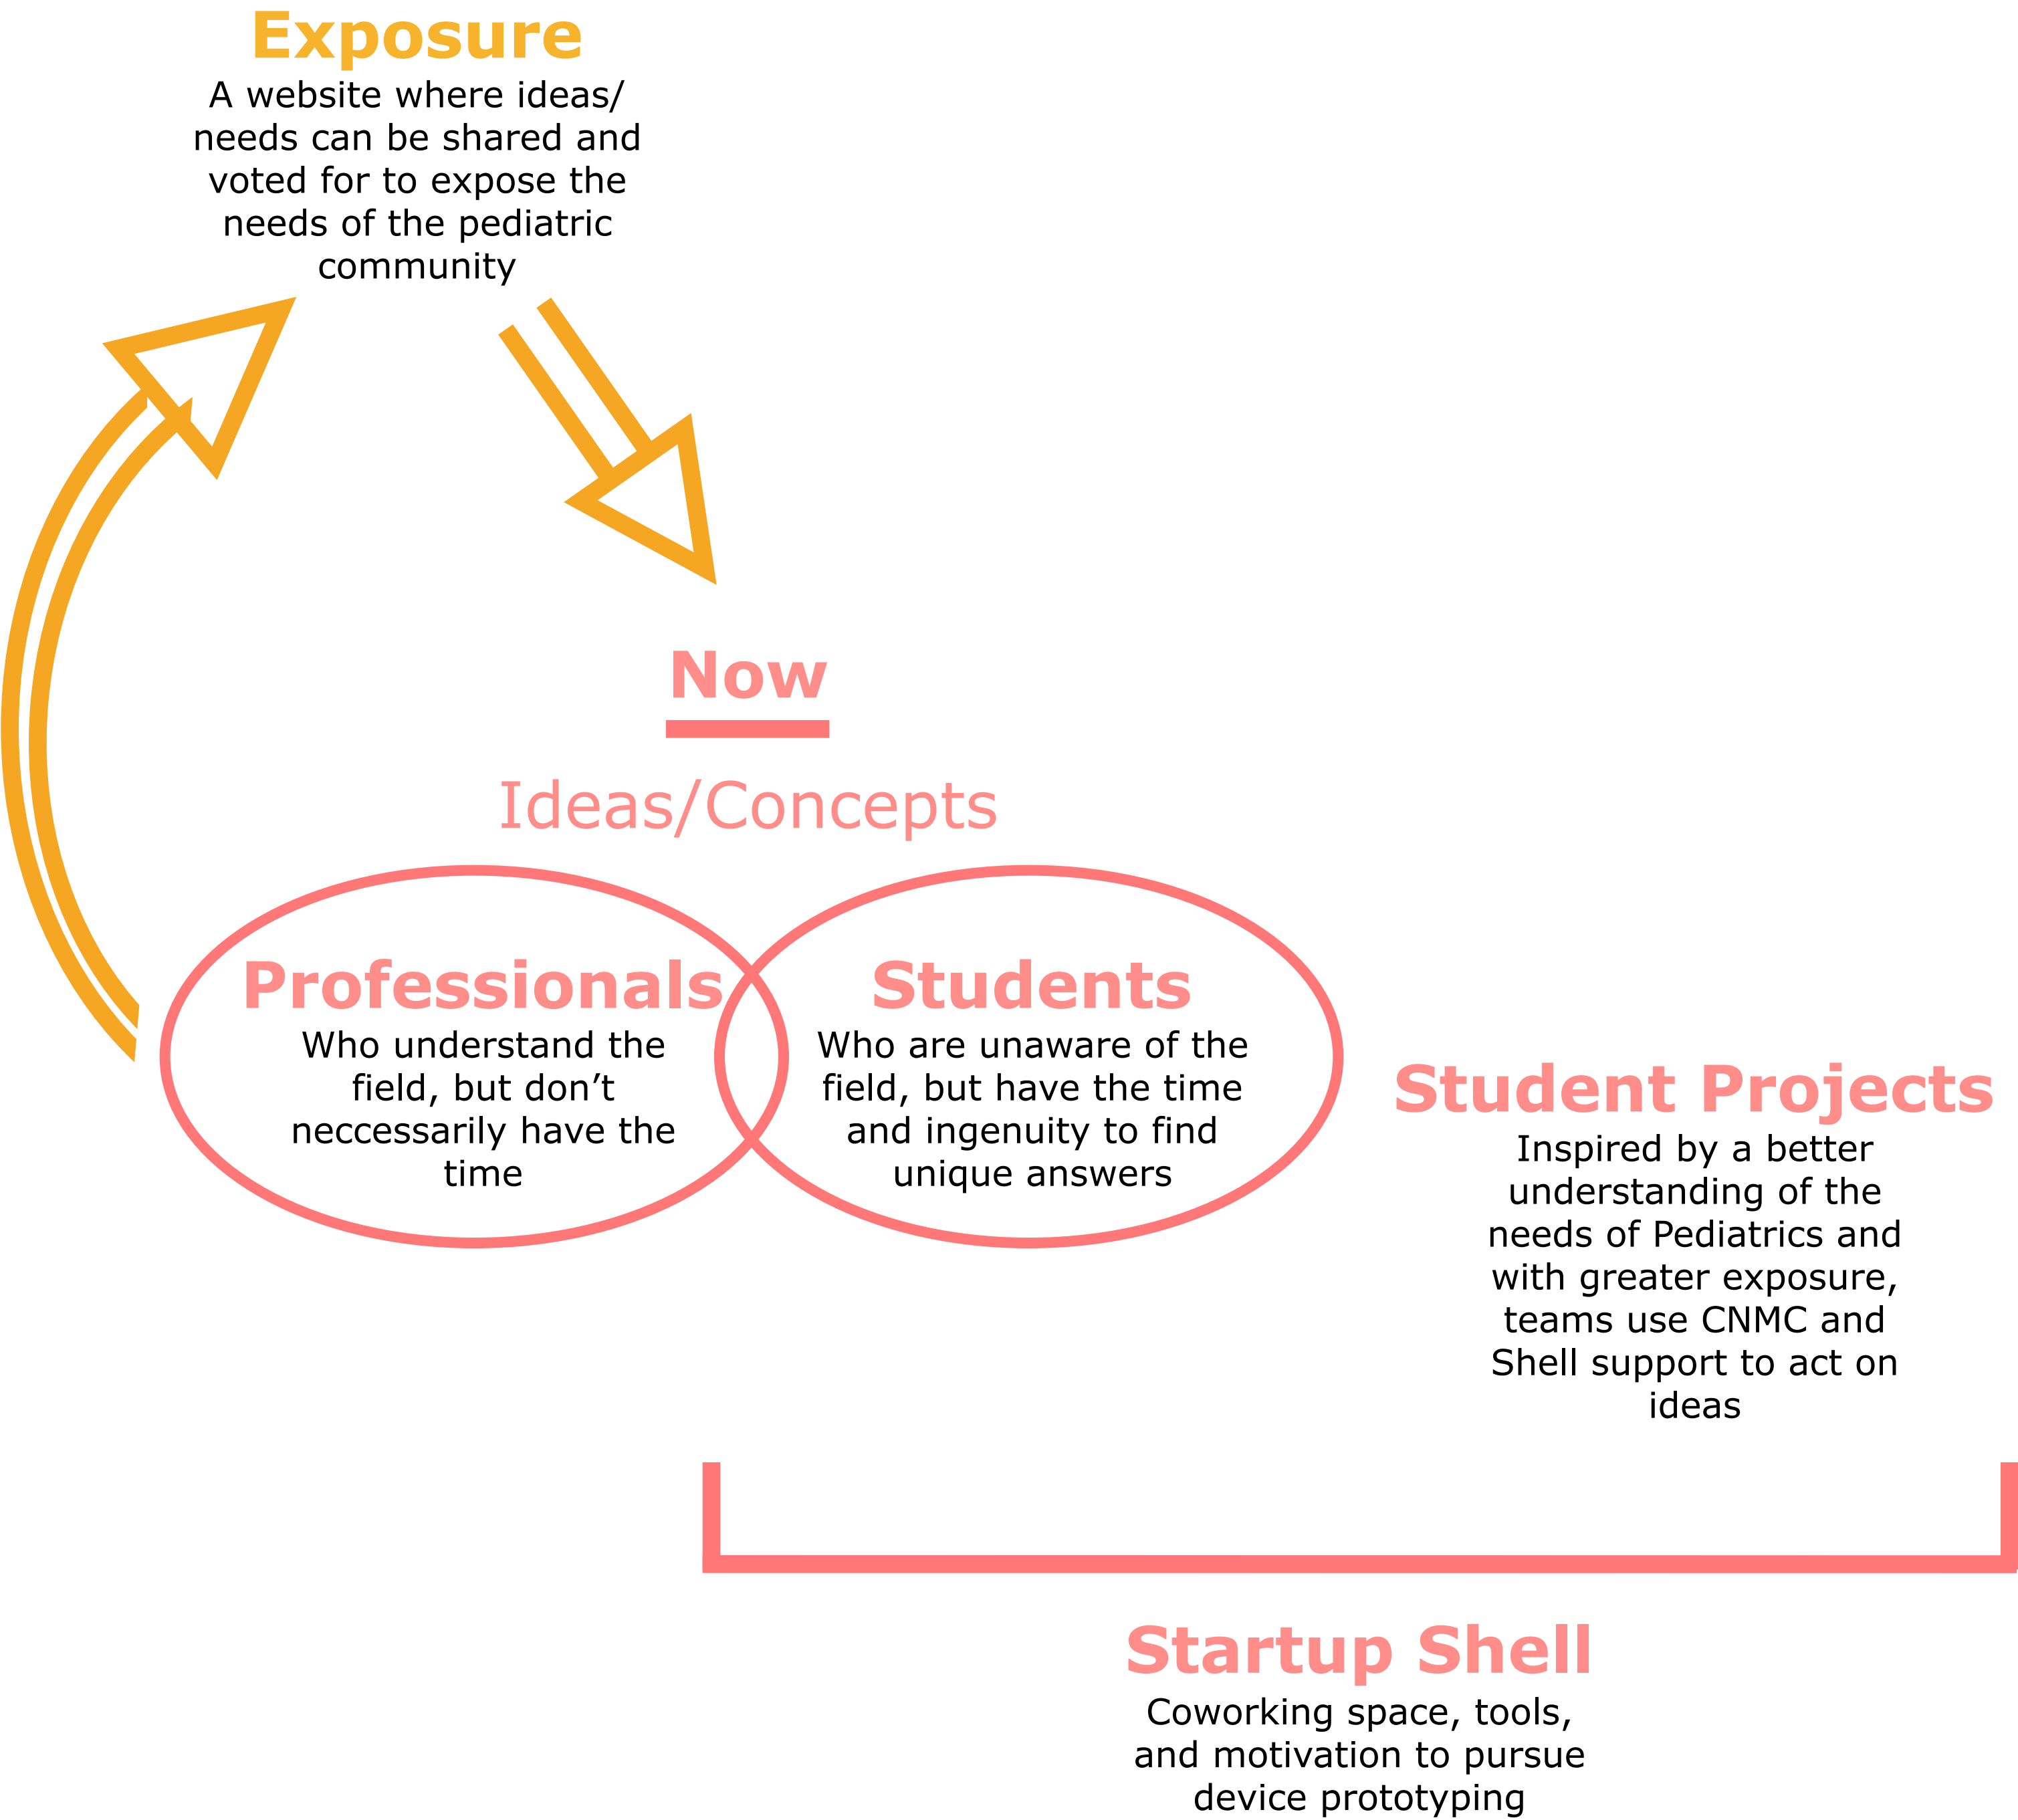 Exposure
A website where ideas/
needs can be shared and
voted for to expose the
needs of the pediatric
community
Now
Ideas/Concepts
Professionals
Who understand the
field, but don’t
neccessarily have the
time
Students
Who are unaware of the
field, but have the time
and ingenuity to find
unique answers
Student Projects
Inspired by a better
understanding of the
needs of Pediatrics and
with greater exposure,
teams use CNMC and
Shell support to act on
ideas
Startup Shell
Coworking space, tools,
and motivation to pursue
device prototyping